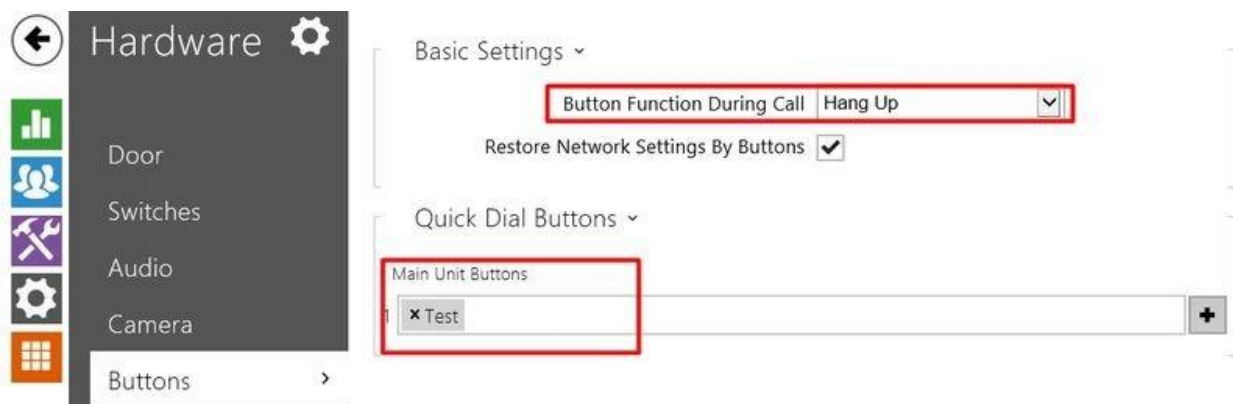 Hardware
Door
Switches
Audio
Camera
Buttons
Basic Settings
Button Function During Call Hang Up
Restore Network Settings By Buttons
Quick Dial Buttons
Main Unit Buttons
1 × Test